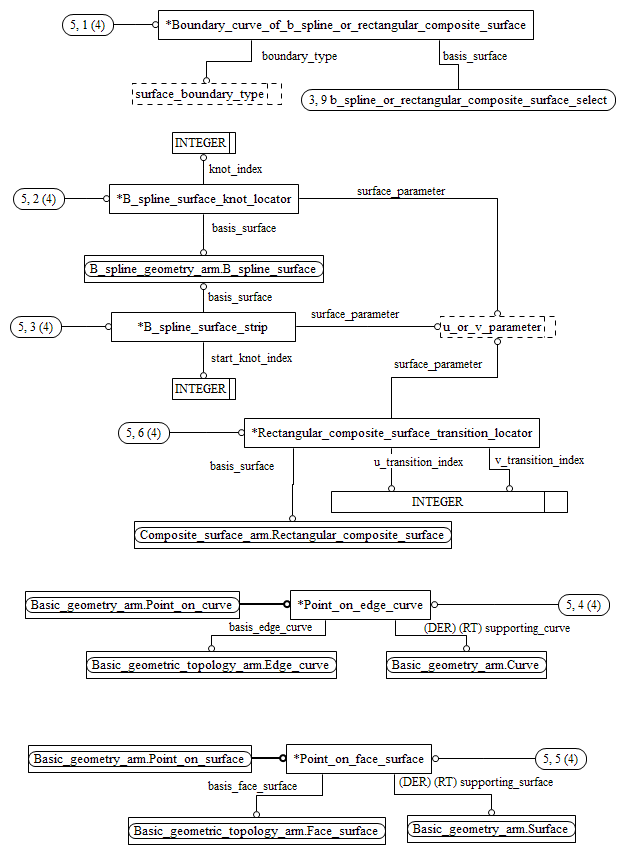 5, 1 (4)
*Boundary_curve_of_b_spline_or_rectangular_composite_surface
boundary_type
basis_surface
surface_boundary_type
3, 9 b_spline_or_rectangular_composite_surface_select
INTEGER
knot_index
5, 2 (4)
*B_spline_surface_knot_locator
surface_parameter
basis_surface
B_spline_geometry_arm.B_spline_surface
basis_surface
5, 3 (4)
*B_spline_surface_strip
surface_parameter
u_or_v_parameter
start_knot_index
surface_parameter
INTEGER
5, 6 (4)
*Rectangular_composite_surface_transition_locator
basis_surface
u_transition_index
v_transition_index
INTEGER
Composite_surface_arm.Rectangular_composite_surface
Basic_geometry_arm.Point_on_curve
*Point_on_edge_curve
5, 4 (4)
basis_edge_curve
(DER) (RT) supporting_curve
Basic_geometric_topology_arm.Edge_curve
Basic_geometry_arm.Curve
Basic_geometry_arm.Point_on_surface
*Point_on_face_surface
5, 5 (4)
basis_face_surface
(DER) (RT) supporting_surface
Basic_geometric_topology_arm.Face_surface
Basic_geometry_arm.Surface